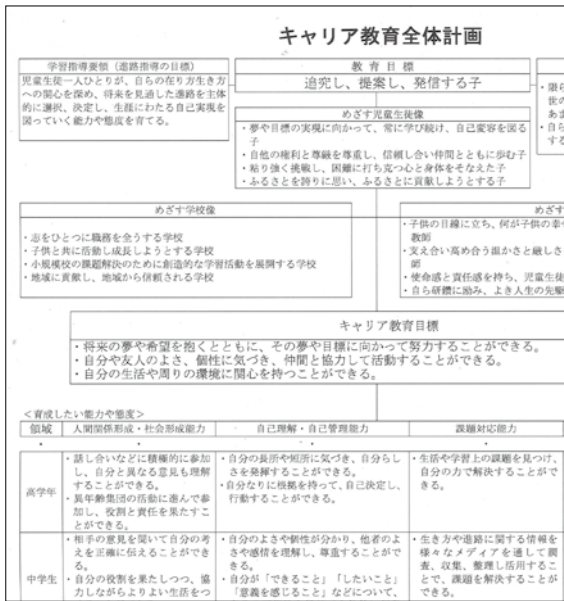 キャリア教育全体計画
学習指導要領（進路指導の目標）
児童生徒一人ひとりが、自らの在り方生き方
への関心を深め、将来を見通した進路を主体
的に選択、決定し、生涯にわたる自己実現を
図っていく能力や態度を育てる。
教育目標
追究し、提案し、発信する子
・限ら
世の
あま
・自ら
する
めざす児童生徒像
・夢や目標の実現に向かって、常に学び続け、自己変容を図る
子
・自他の権利と尊厳を尊重し、信頼し合い仲間とともに歩む子
・粘り強く挑戦し、困難に打ち克つ心と身体をそなえた子
・ふるさとを誇りに思い、ふるさとに貢献しようとする子
めざす学校像
・志をひとつに職務を全うする学校
・子供と共に活動し成長しようとする学校
・小規模校の課題解決のために創造的な学習活動を展開する学校
・地域に貢献し、地域から信頼される学校
めざす
・子供の目線に立ち、何が子供の幸せ
教師
・支え合い高め合う温かさと厳しさ
師
・使命感と責任感を持ち、児童生徒
・自ら研鑽に励み、よき人生の先駆
キャリア教育目標
・将来の夢や希望を抱くとともに、その夢や目標に向かって努力することができる。
・自分や友人のよさ、個性に気づき、仲間と協力して活動することができる。
・自分の生活や周りの環境に関心を持つことができる。
＜育成したい能力や態度＞
領域 人間関係形成・社会形成能力 自己理解・自己管理能力 課題対応能力
・ ・ ・ ・
高学年
・話し合いなどに積極的に参加
し、自分と異なる意見も理解
することができる。
・異年齢集団の活動に進んで参
加し、役割と責任を果たすこ
とができる。
・自分の長所や短所に気づき、自分らし
さを発揮することができる。
・自分なりに根拠を持って、自己決定し、
行動することができる。
・生活や学習上の課題を見つけ、
自分の力で解決することがで
きる。
中学生
・相手の意見を聞いて自分の考
えを正確に伝えることができ
る。
・自分の役割を果たしつつ、協
力しながらよりよい生活をつ
・自分のよさや個性が分かり、他者のよ
さや感情を理解し、尊重することがで
きる。
・自分が「できること」「したいこと」
「意義を感じること」などについて、
・生き方や進路に関する情報を
様々なメディアを通して調
査、収集、整理し活用するこ
とで、課題を解決することが
できる。